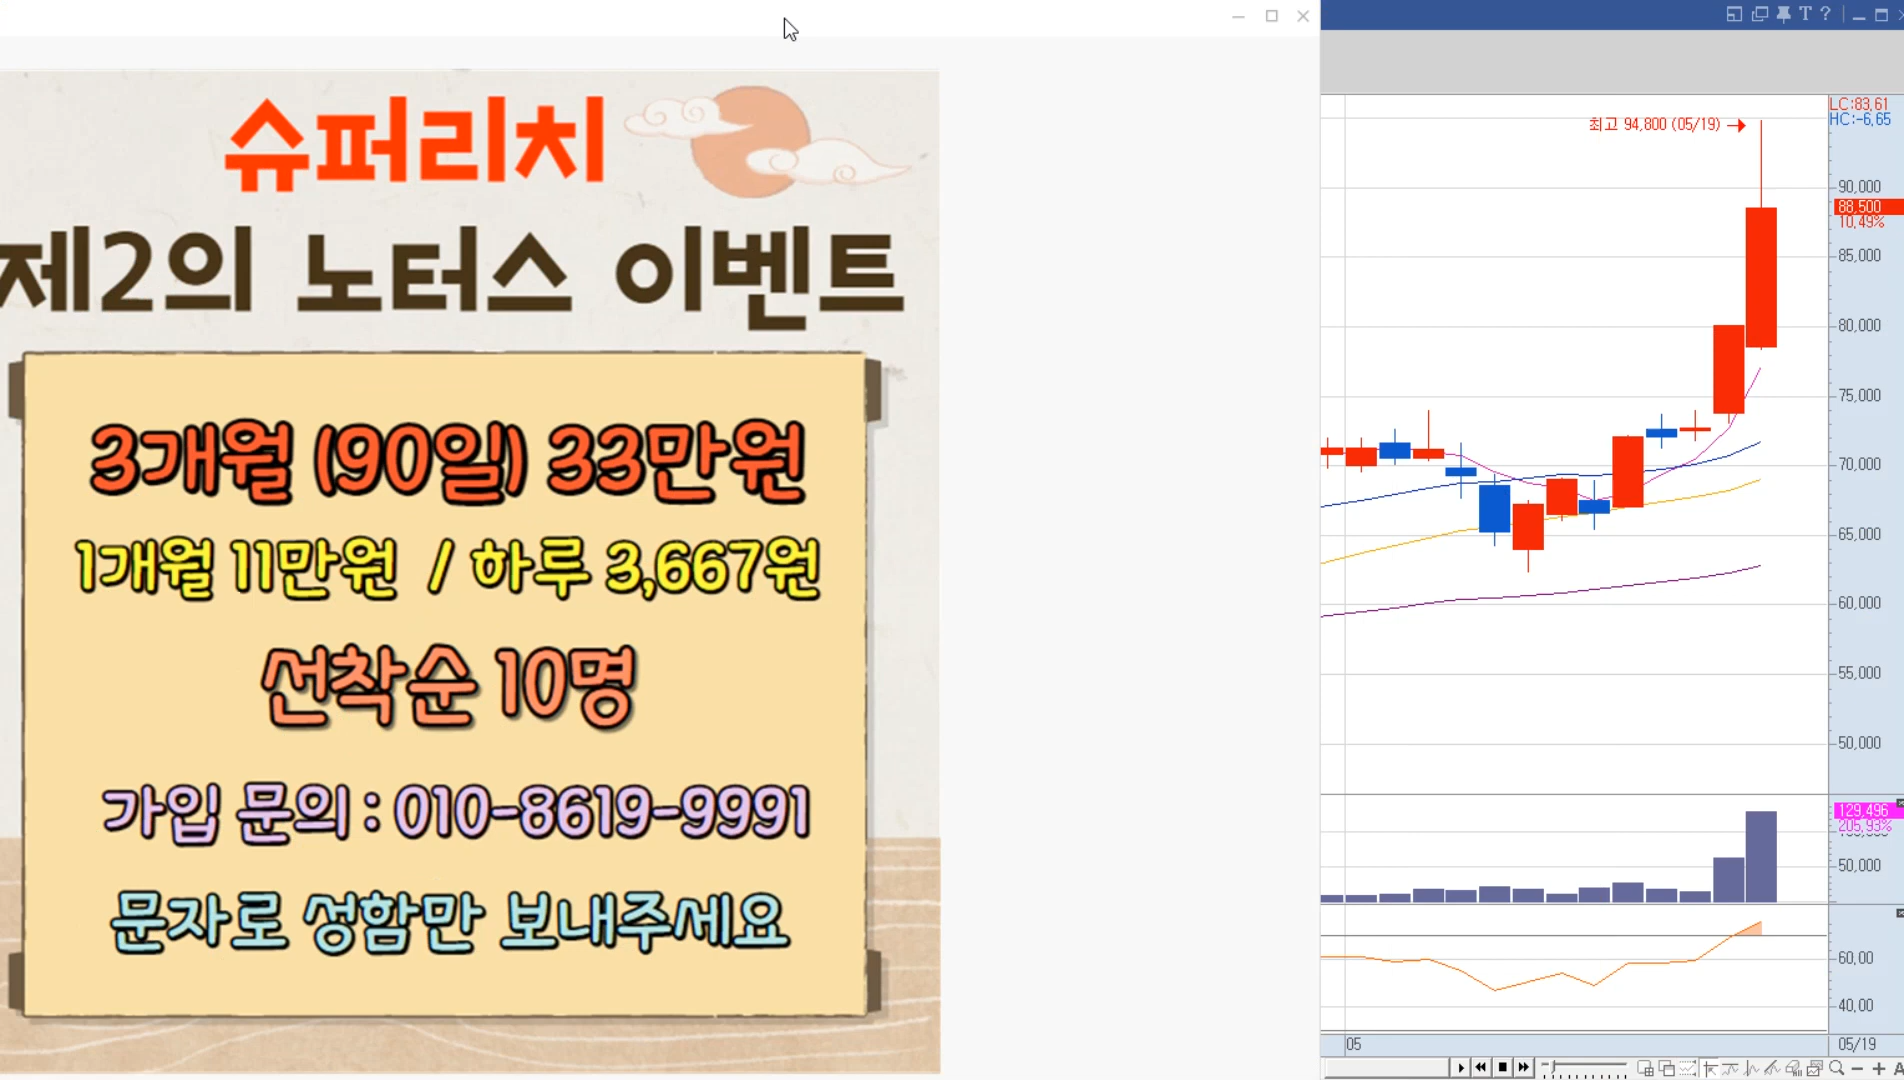 슈퍼리치
제2의 노터스 이벤트
3개월 (90일) 33만원
1개월 11만원 / 하루 3,667원
선착순 10명
가입 문의 : 010-8619-9991
문자로 성함만 보내주세요
T ?
LC:83,61
HC:-6,65
최고 94,800 (05/19)
90,000
88,500
10,49%
85,000
80,000
75,000
70,000
65,000
60,000
55,000
50,000
129,496
205,93%
50,000
60,00
40,00
05
05/19